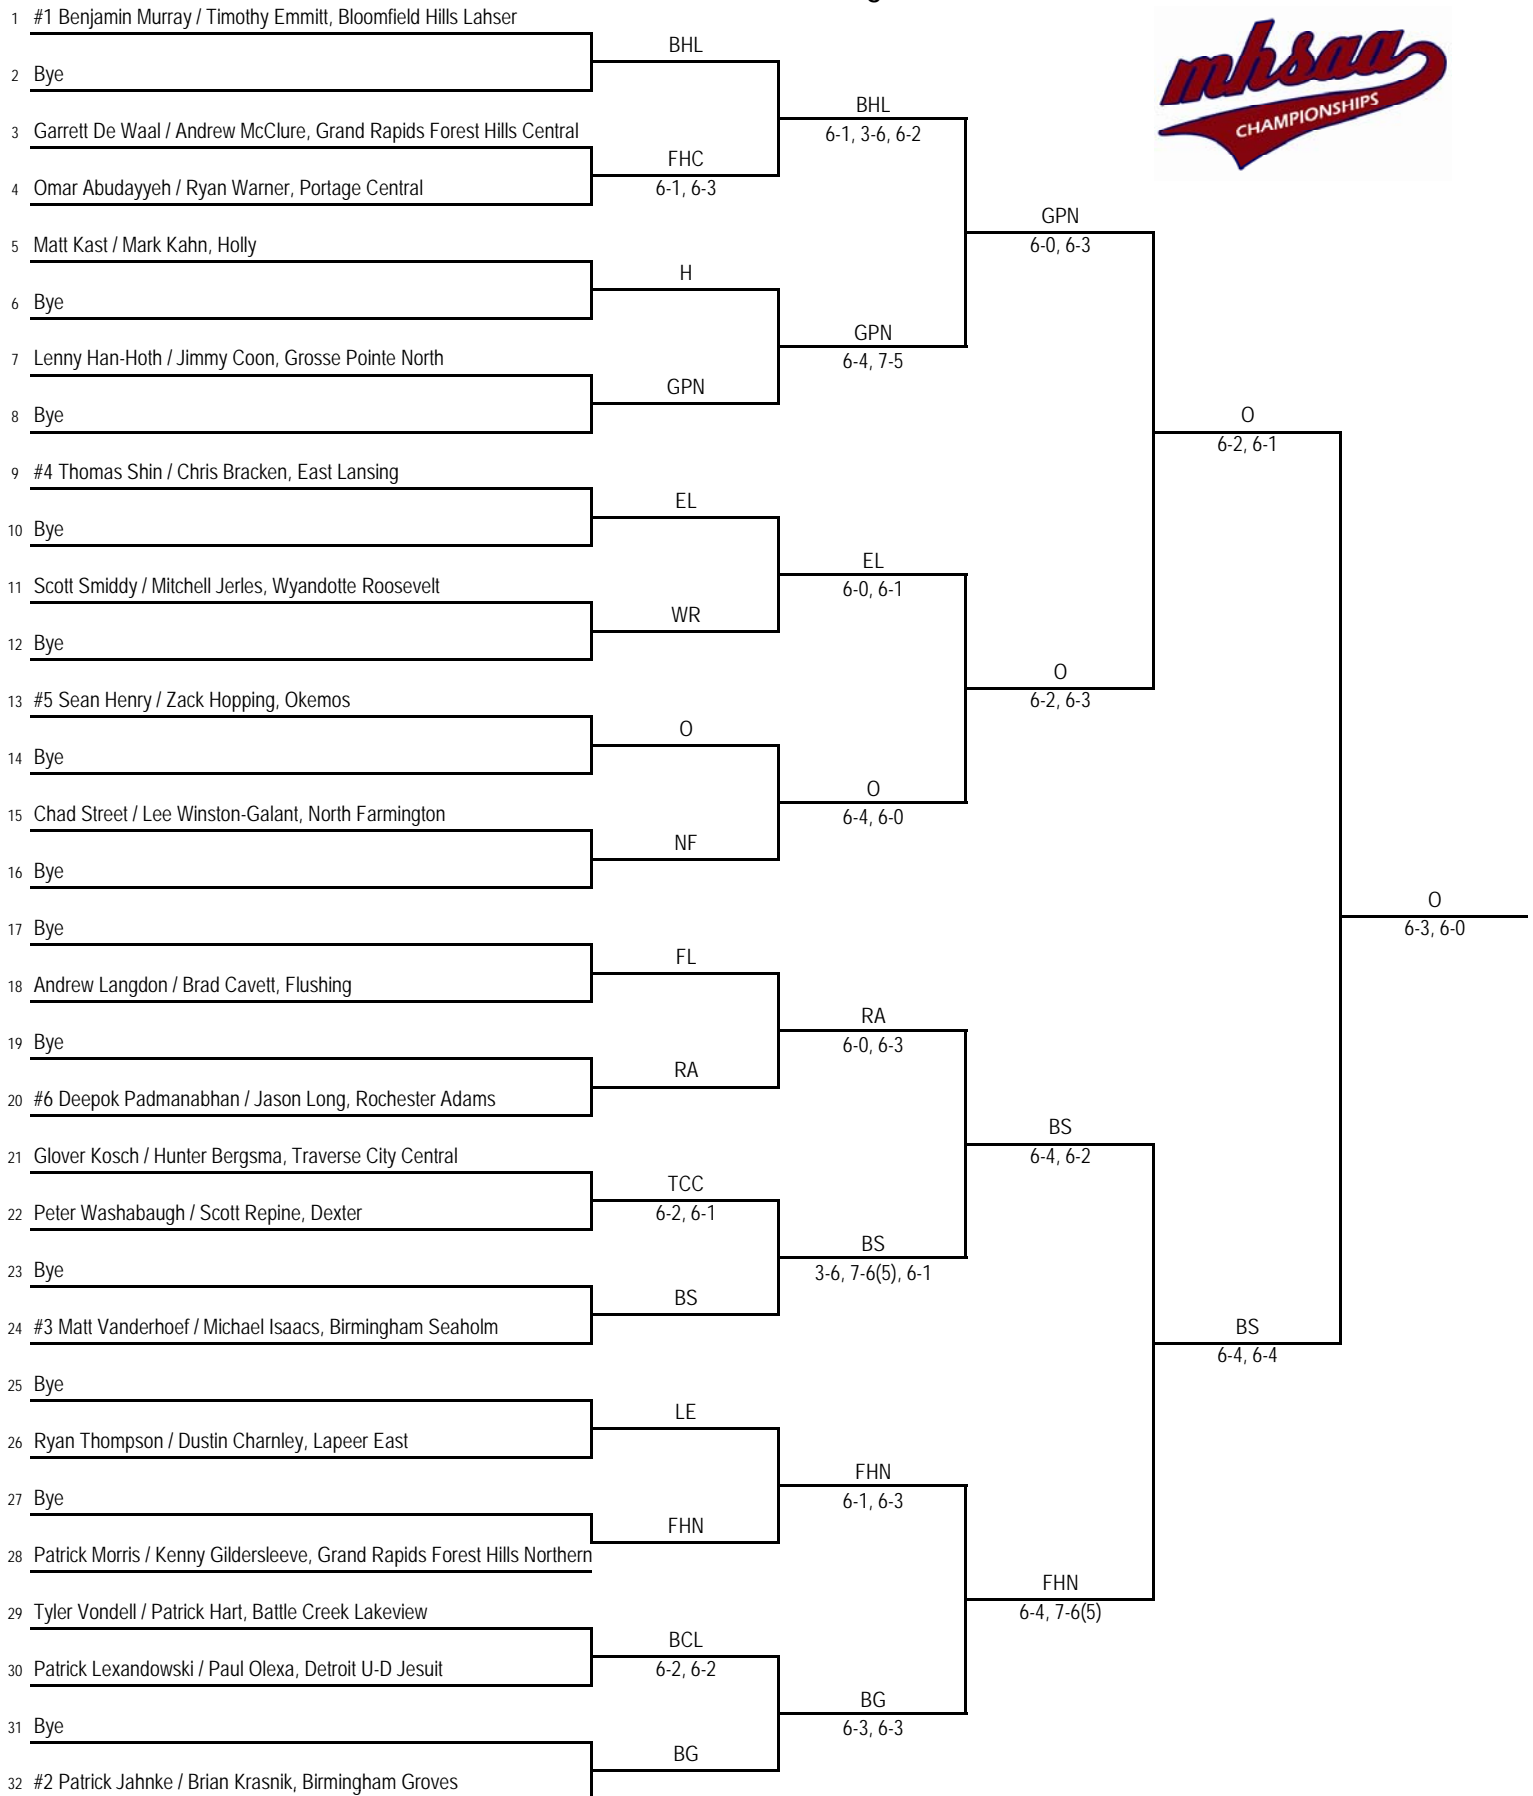 1 #1 Benjamin Murray / Timothy Emmitt, Bloomfield Hills Lahser
BHL
2 Bye
BHL
6-1, 3-6, 6-2
3 Garrett De Waal / Andrew McClure, Grand Rapids Forest Hills Central
FHC
6-1, 6-3
4 Omar Abudayyeh / Ryan Warner, Portage Central
GPN
6-0, 6-3
5 Matt Kast / Mark Kahn, Holly
H
6 Bye
GPN
6-4, 7-5
7 Lenny Han-Hoth / Jimmy Coon, Grosse Pointe North
GPN
8 Bye
O
6-2, 6-1
9 #4 Thomas Shin / Chris Bracken, East Lansing
EL
10 Bye
EL
6-0, 6-1
11 Scott Smiddy / Mitchell Jerles, Wyandotte Roosevelt
WR
12 Bye
O
6-2, 6-3
13 #5 Sean Henry / Zack Hopping, Okemos
O
14 Bye
O
6-4, 6-0
15 Chad Street / Lee Winston-Galant, North Farmington
NF
16 Bye
O
6-3, 6-0
17 Bye
FL
18 Andrew Langdon / Brad Cavett, Flushing
RA
6-0, 6-3
19 Bye
RA
20 #6 Deepok Padmanabhan / Jason Long, Rochester Adams
BS
6-4, 6-2
21 Glover Kosch / Hunter Bergsma, Traverse City Central
TCC
6-2, 6-1
22 Peter Washabaugh / Scott Repine, Dexter
BS
3-6, 7-6(5), 6-1
23 Bye
BS
24 #3 Matt Vanderhoef / Michael Isaacs, Birmingham Seaholm
BS
6-4, 6-4
25 Bye
LE
26 Ryan Thompson / Dustin Charnley, Lapeer East
FHN
6-1, 6-3
27 Bye
FHN
28 Patrick Morris / Kenny Gildersleeve, Grand Rapids Forest Hills Northern
FHN
6-4, 7-6(5)
29 Tyler Vondell / Patrick Hart, Battle Creek Lakeview
BCL
6-2, 6-2
30 Patrick Lexandowski / Paul Olexa, Detroit U-D Jesuit
BG
6-3, 6-3
31 Bye
BG
32 #2 Patrick Jahnke / Brian Krasnik, Birmingham Groves
mhsaa
CHAMPIONSHIPS